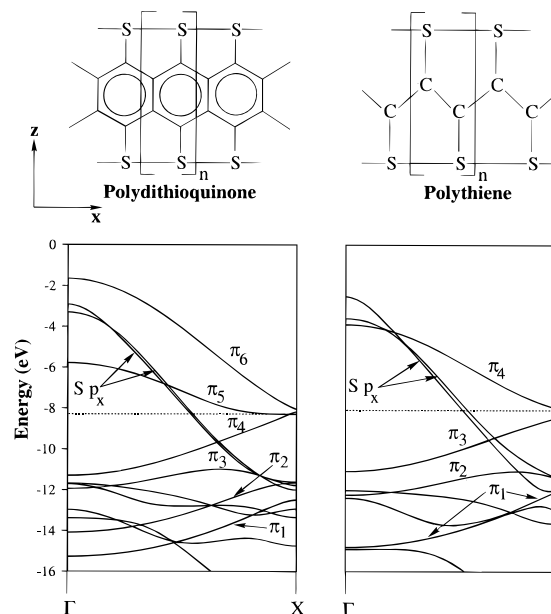 S S S
S S S
n
Polydithioquinone
z
x
S S
C C
C C C
S S S
n
Polythiene
0
-2
-4
-6
-8
-10
-12
-14
-16
Energy (eV)
π6
S px
π5
π4
π3
π2
π1
Γ X
π4
S px
π3
π2
π1
Γ